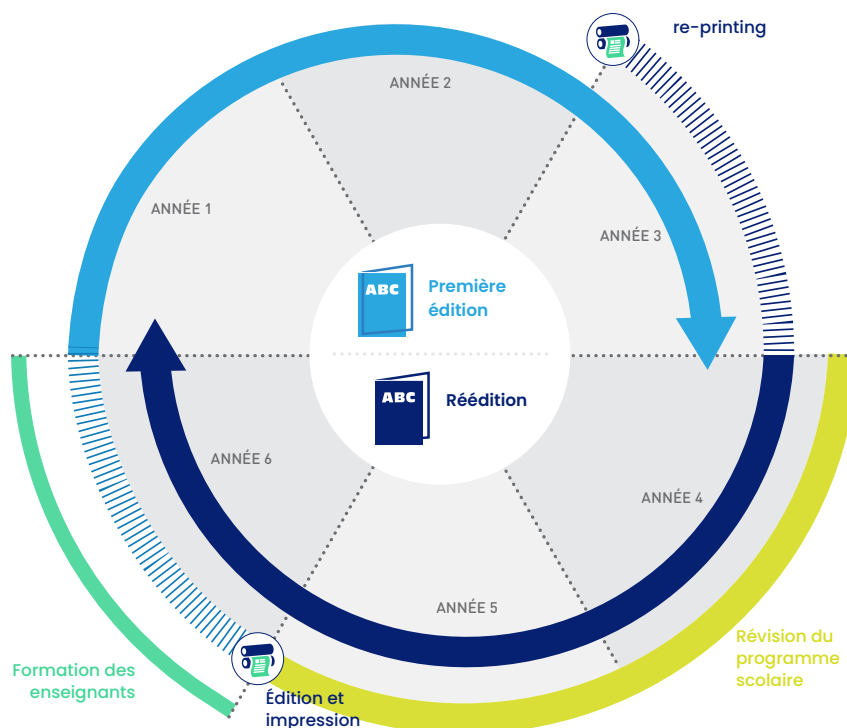 re-printing
ANNÉE 2
ANNÉE 1
ANNÉE 3
ABC
Première
édition
ABC
Réédition
ANNÉE 6
ANNÉE 4
ANNÉE 5
Révision du
programme
scolaire
Formation des
enseignants
Édition et
impression